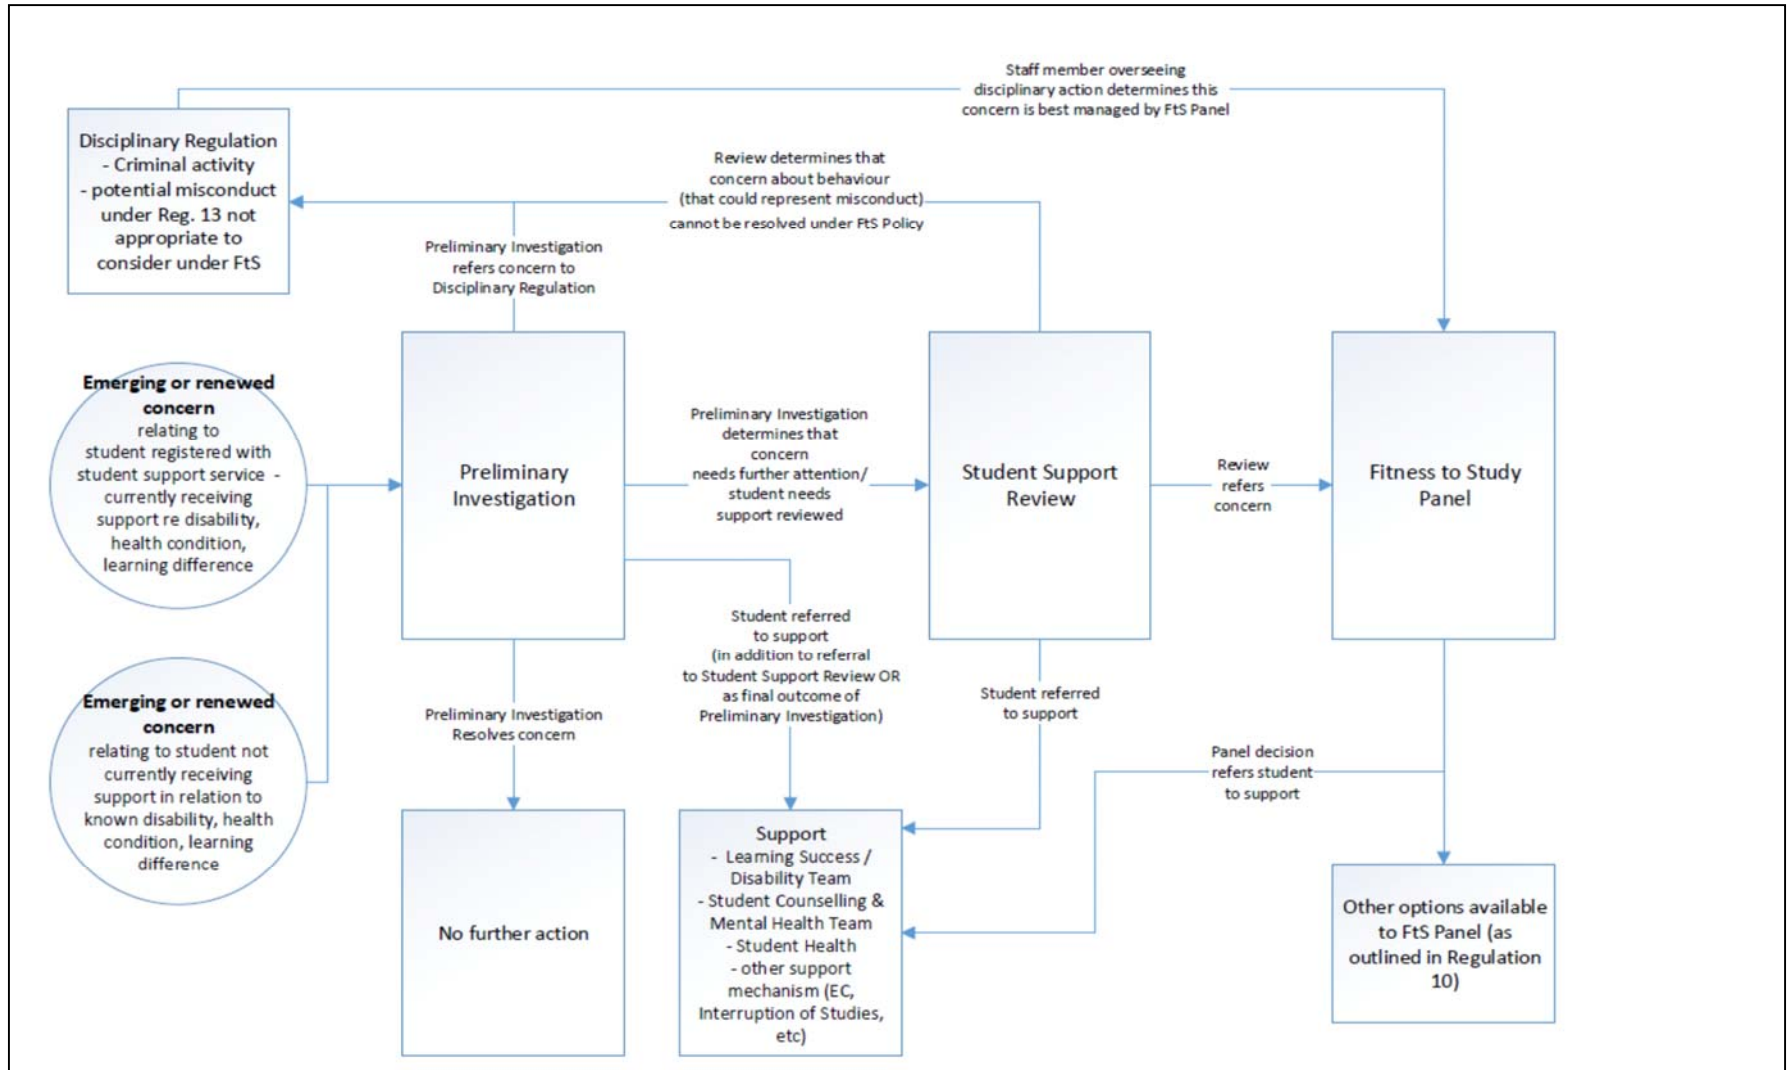 Staff member overseeing
disciplinary action determines this
concern is best managed by FtS Panel
Disciplinary Regulation
- Criminal activity
- potential misconduct
under Reg. 13 not
appropriate to
consider under FtS
Review determines that
concern about behaviour
(that could represent misconduct)
cannot be resolved under FtS Policy
Preliminary Investigation
refers concern to
Disciplinary Regulation
Emerging or renewed
concern
relating to
student registered with
student support service -
currently receiving
support re disability,
health condition,
learning difference
Preliminary
Investigation
Preliminary Investigation
determines that
concern
needs further attention/
student needs
support reviewed
Student Support
Review
Review
refers
concern
Fitness to Study
Panel
Emerging or renewed
concern
relating to student not
currently receiving
support in relation to
known disability, health
condition, learning
difference
Preliminary Investigation
Resolves concern
Student referred
to support
(in addition to referral
to Student Support Review OR
as final outcome of
Preliminary Investigation)
Student referred
to support
Panel decision
refers student
to support
No further action
Support
- Learning Success /
Disability Team
- Student Counselling &
Mental Health Team
- Student Health
- other support
mechanism (EC,
Interruption of Studies,
etc)
Other options available
to FtS Panel (as
outlined in Regulation
10)